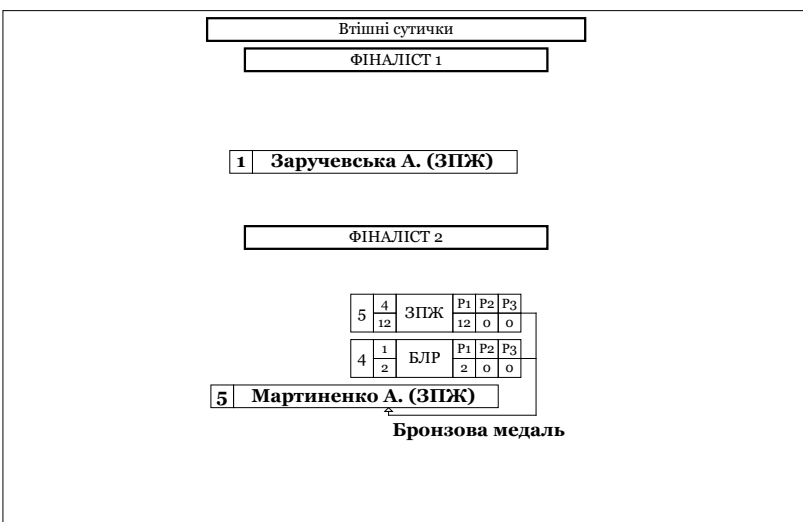 Втішні сутички
ФІНАЛІСТ 1
1 Заручевська А. (ЗПЖ)
ФІНАЛІСТ 2
5 4 ЗПЖ P1 P2 P3
12 12 0 0
4 1 БЛР P1 P2 P3
2 2 0 0
5 Мартиненко А. (ЗПЖ)
Бронзова медаль